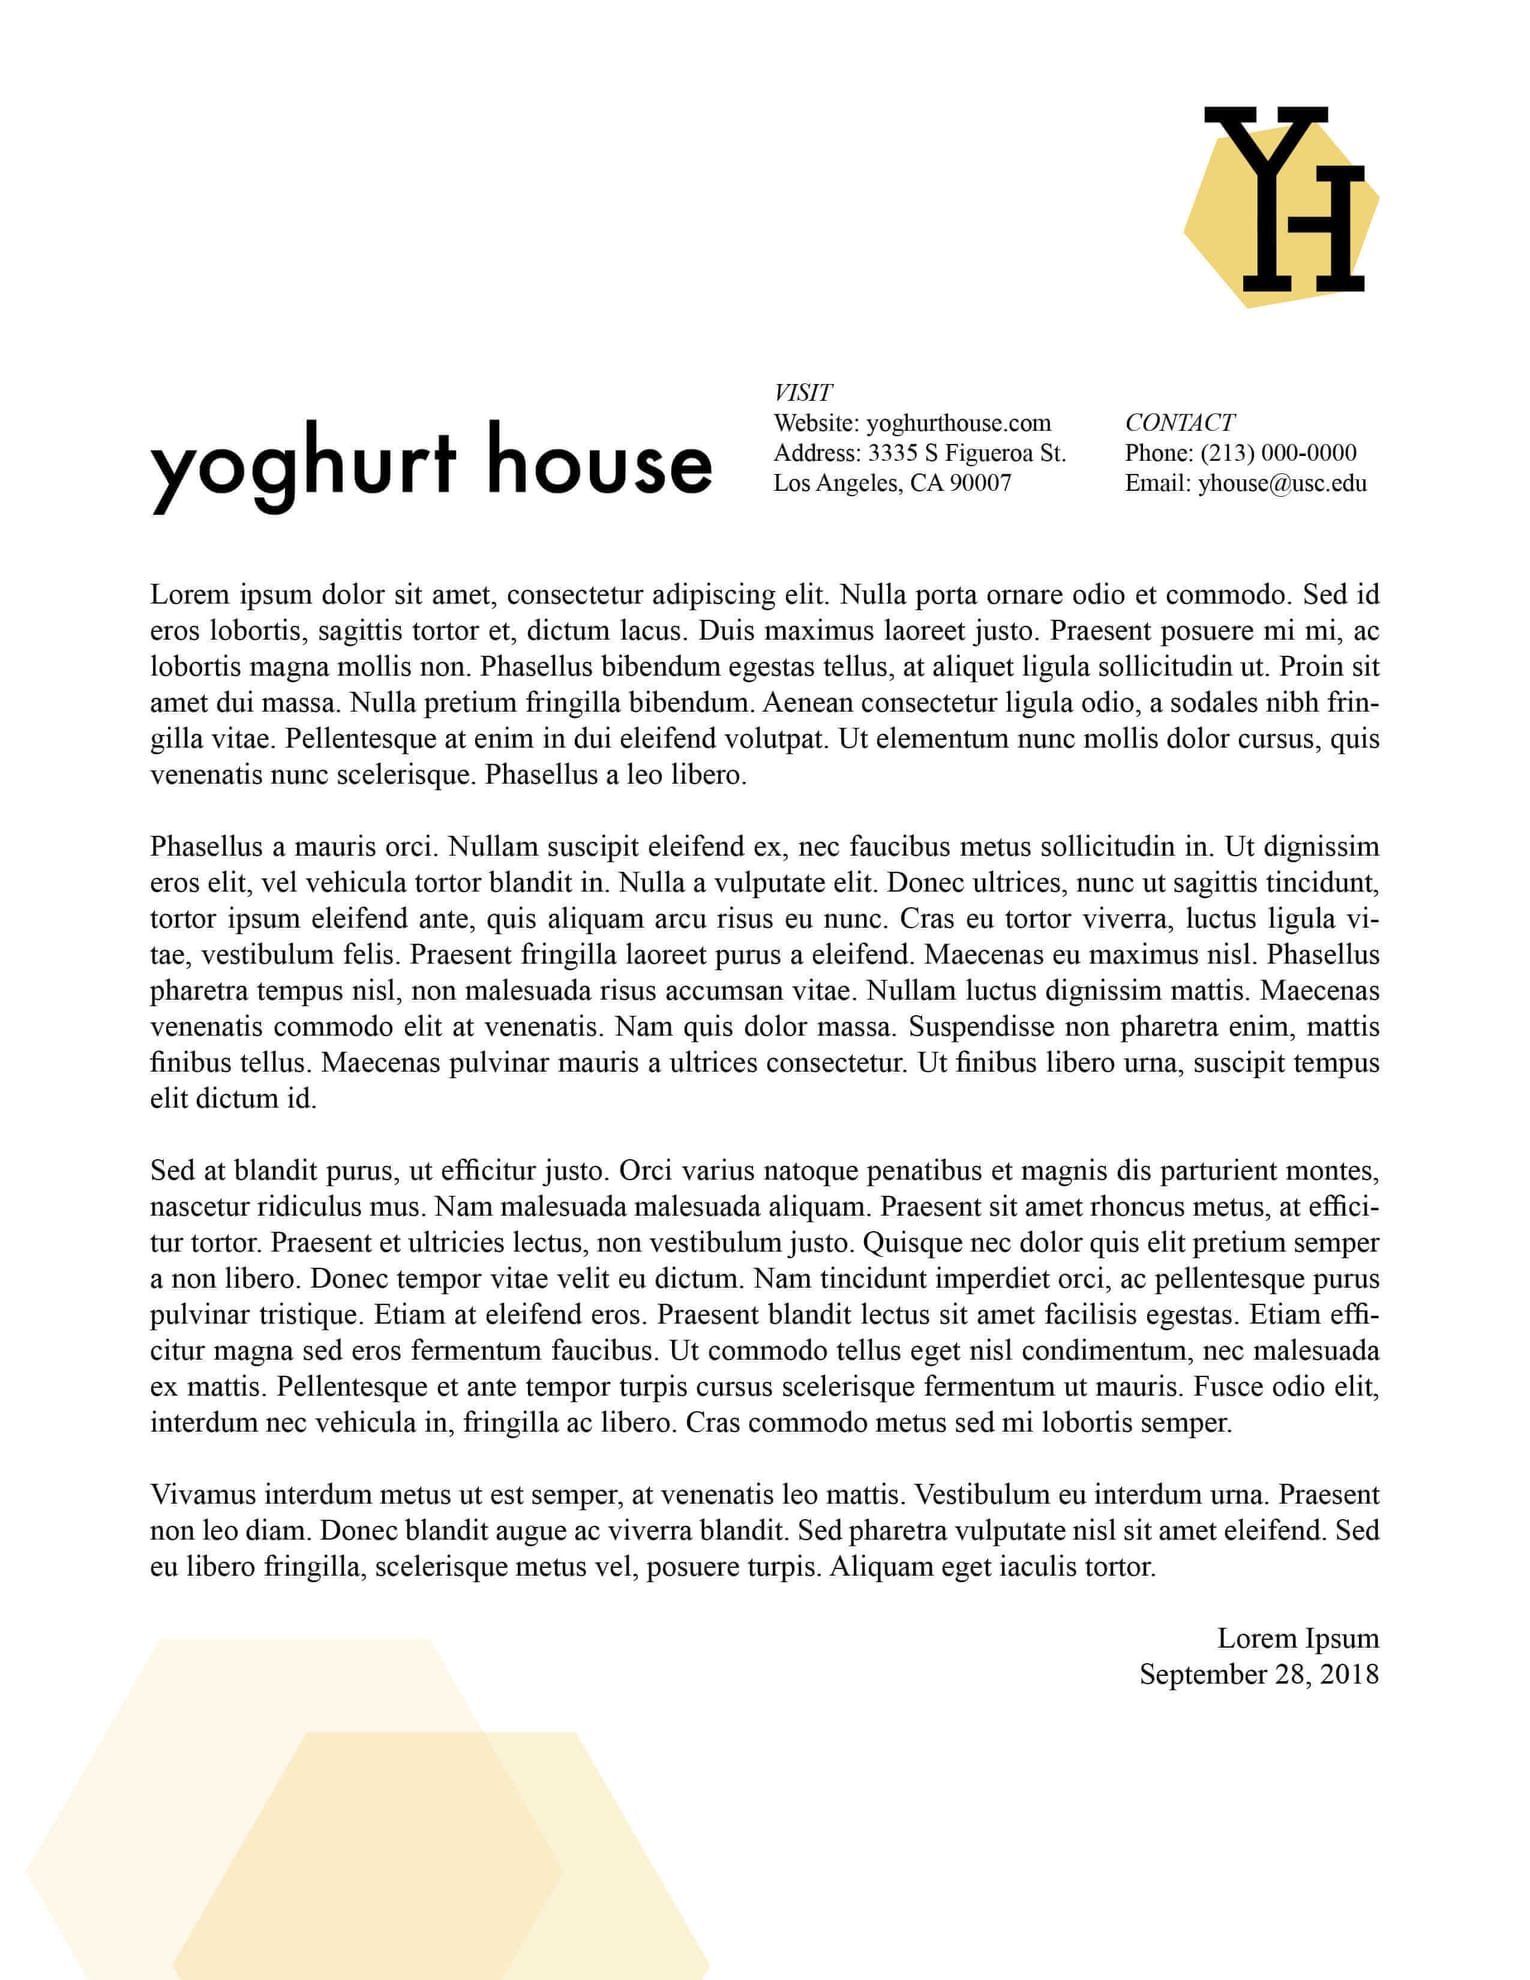 YH
VISIT
Website: yoghurthouse.com
Address: 3335 S Figueroa St.
Los Angeles, CA 90007
CONTACT
Phone: (213) 000-0000
Email: yhouse@usc.edu
yoghurt house
Lorem ipsum dolor sit amet, consectetur adipiscing elit. Nulla porta ornare odio et commodo. Sed id
eros lobortis, sagittis tortor et, dictum lacus. Duis maximus laoreet justo. Praesent posuere mi mi, ac
lobortis magna mollis non. Phasellus bibendum egestas tellus, at aliquet ligula sollicitudin ut. Proin sit
amet dui massa. Nulla pretium fringilla bibendum. Aenean consectetur ligula odio, a sodales nibh frin-
gilla vitae. Pellentesque at enim in dui eleifend volutpat. Ut elementum nunc mollis dolor cursus, quis
venenatis nunc scelerisque. Phasellus a leo libero.
Phasellus a mauris orci. Nullam suscipit eleifend ex, nec faucibus metus sollicitudin in. Ut dignissim
eros elit, vel vehicula tortor blandit in. Nulla a vulputate elit. Donec ultrices, nunc ut sagittis tincidunt,
tortor ipsum eleifend ante, quis aliquam arcu risus eu nunc. Cras eu tortor viverra, luctus ligula vi-
tae, vestibulum felis. Praesent fringilla laoreet purus a eleifend. Maecenas eu maximus nisl. Phasellus
pharetra tempus nisl, non malesuada risus accumsan vitae. Nullam luctus dignissim mattis. Maecenas
venenatis commodo elit at venenatis. Nam quis dolor massa. Suspendisse non pharetra enim, mattis
finibus tellus. Maecenas pulvinar mauris a ultrices consectetur. Ut finibus libero urna, suscipit tempus
elit dictum id.
Sed at blandit purus, ut efficitur justo. Orci varius natoque penatibus et magnis dis parturient montes,
nascetur ridiculus mus. Nam malesuada malesuada aliquam. Praesent sit amet rhoncus metus, at effici-
tur tortor. Praesent et ultricies lectus, non vestibulum justo. Quisque nec dolor quis elit pretium semper
a non libero. Donec tempor vitae velit eu dictum. Nam tincidunt imperdiet orci, ac pellentesque purus
pulvinar tristique. Etiam at eleifend eros. Praesent blandit lectus sit amet facilisis egestas. Etiam effi-
citur magna sed eros fermentum faucibus. Ut commodo tellus eget nisl condimentum, nec malesuada
ex mattis. Pellentesque et ante tempor turpis cursus scelerisque fermentum ut mauris. Fusce odio elit,
interdum nec vehicula in, fringilla ac libero. Cras commodo metus sed mi lobortis semper.
Vivamus interdum metus ut est semper, at venenatis leo mattis. Vestibulum eu interdum urna. Praesent
non leo diam. Donec blandit augue ac viverra blandit. Sed pharetra vulputate nisl sit amet eleifend. Sed
eu libero fringilla, scelerisque metus vel, posuere turpis. Aliquam eget iaculis tortor.
Lorem Ipsum
September 28, 2018